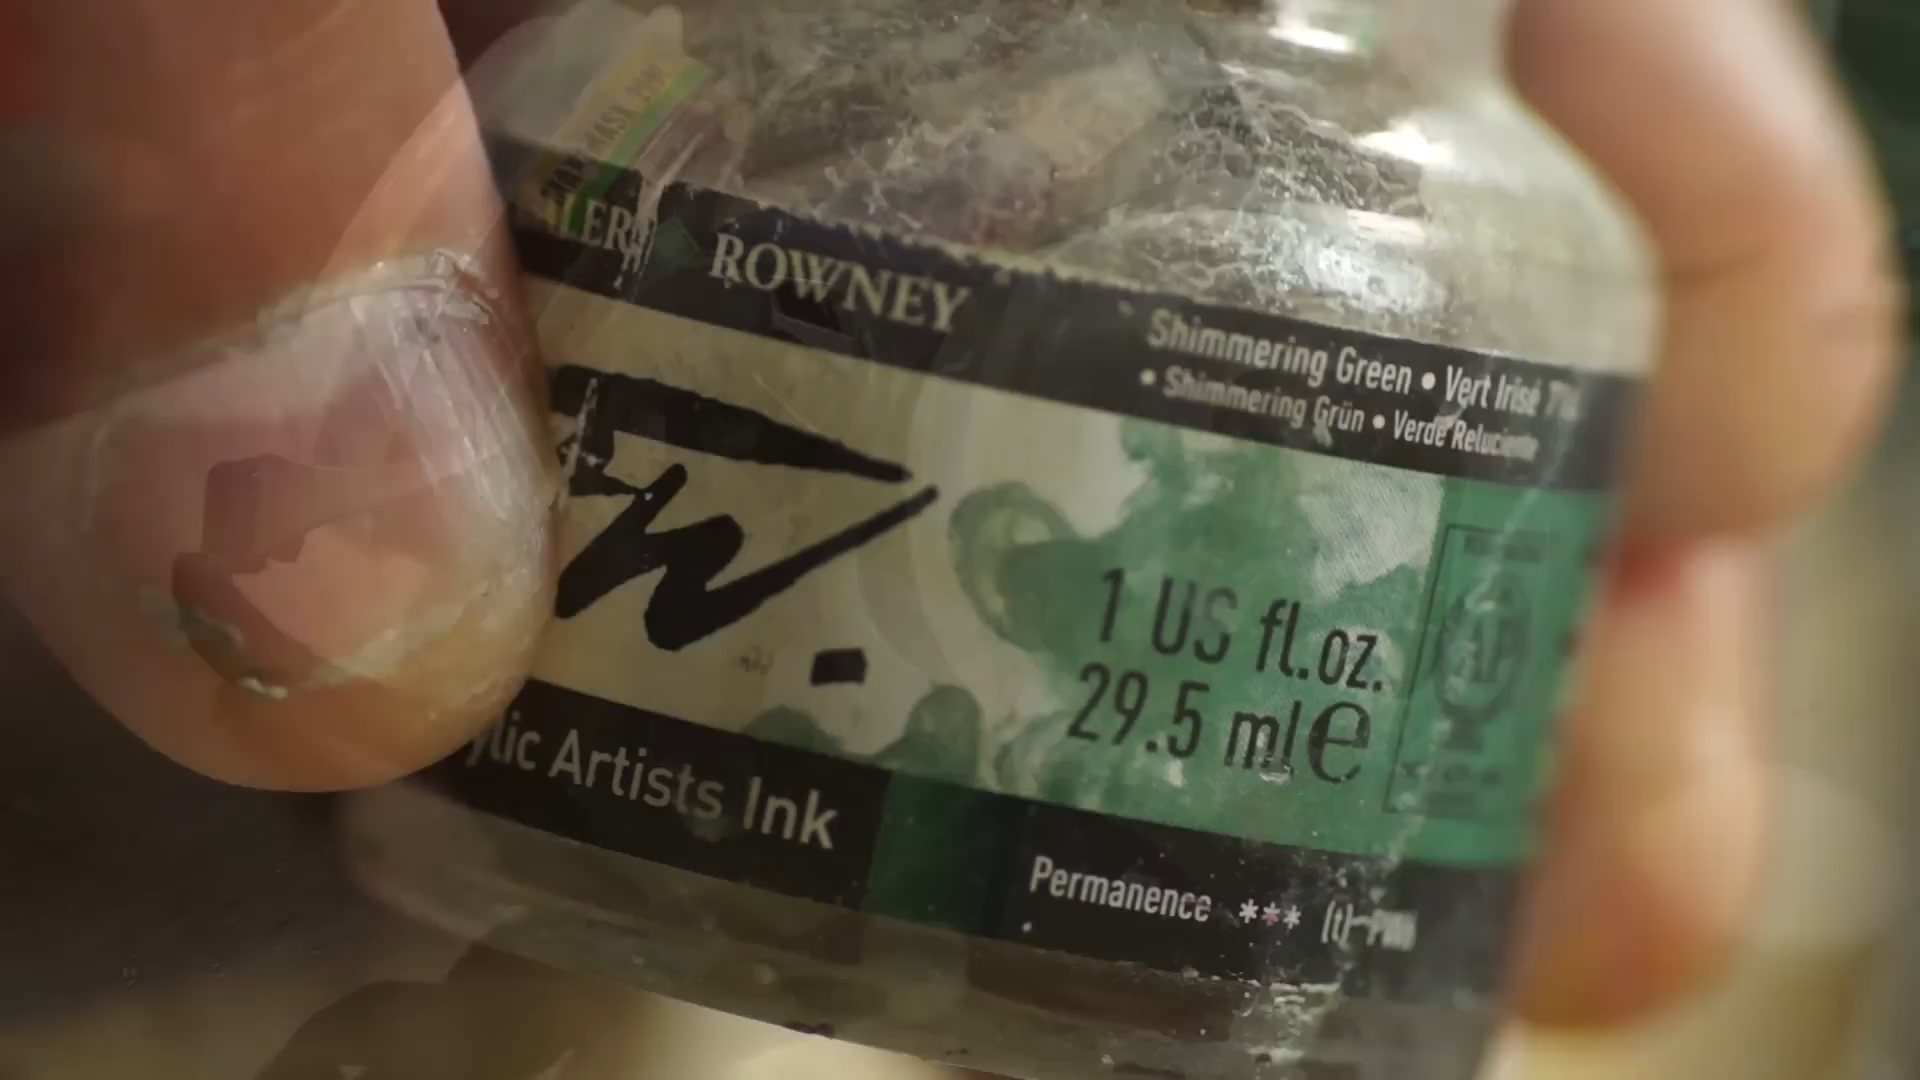 ROWNEY
Shimmering Green • Vert Irisé
• Shimmering Grün • Verde Reluciente
1 US fl.oz.
29.5 ml e
Artists Ink
AP
Permanence *** (t)